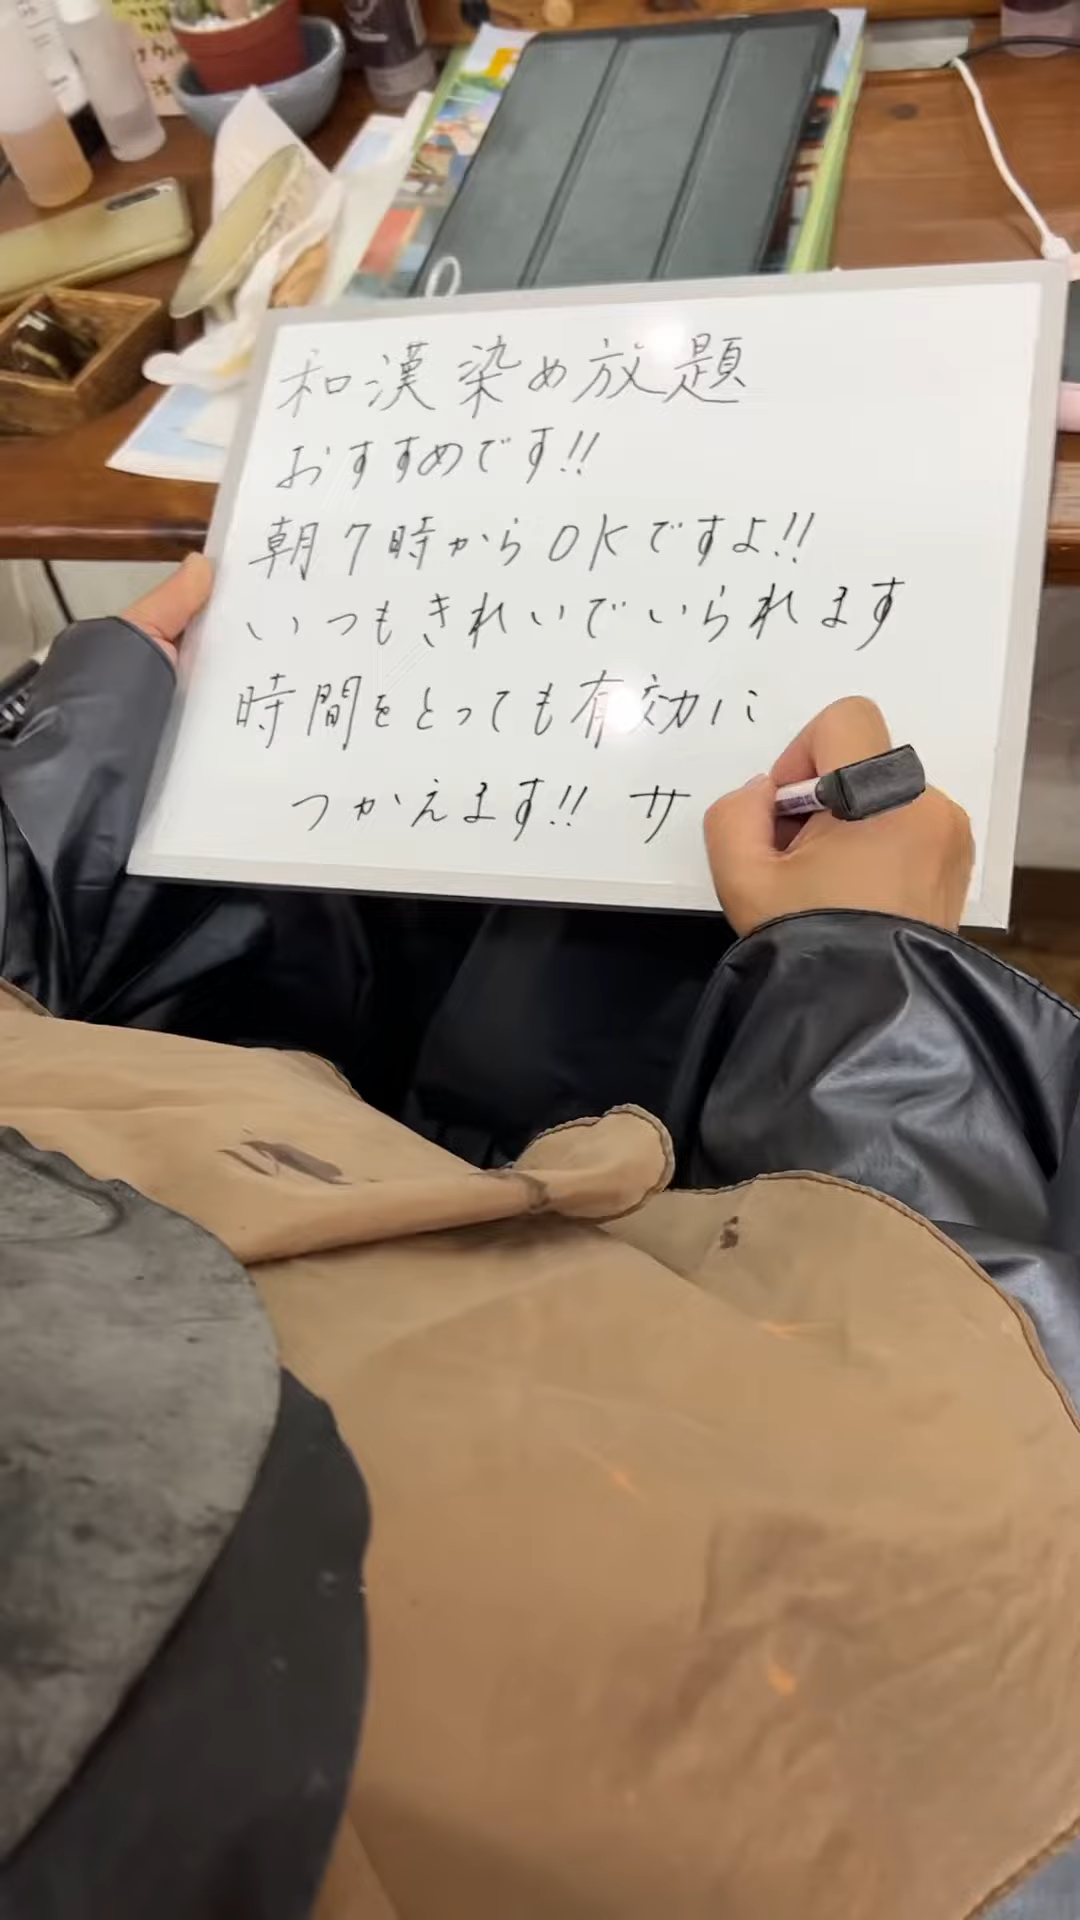 和漢染め放題
おすすめです!!
朝7時からOKですよ!!
いつもきれいでいられます
時間をとっても有効に
つかえます!! サ